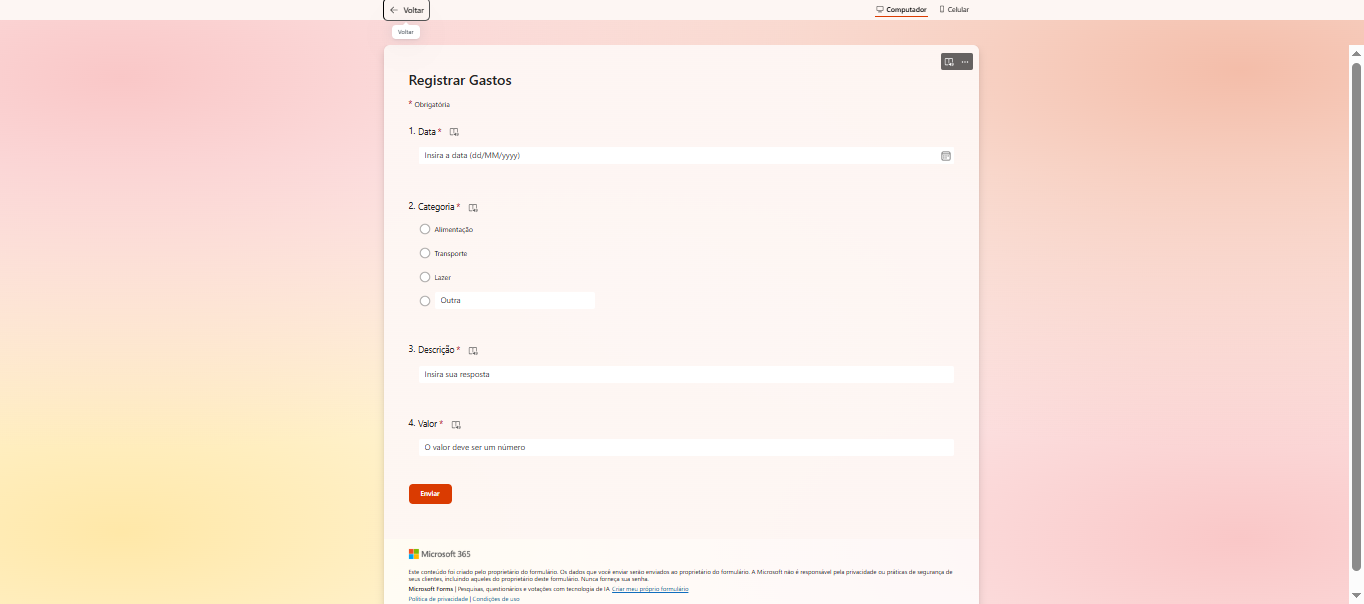 Voltar
Computador
Celular
Voltar
Registrar Gastos
* Obrigatória
1. Data *
Insira a data (dd/MM/yyyy)
2. Categoria *
Alimentação
Transporte
Lazer
Outra
3. Descrição *
Insira sua resposta
4. Valor *
O valor deve ser um número
Enviar
Microsoft 365
Este conteúdo foi criado pelo proprietário do formulário. Os dados que você enviar serão enviados ao proprietário do formulário. A Microsoft não é responsável pela privacidade ou práticas de segurança de
seus clientes, incluindo aqueles do proprietário deste formulário. Nunca forneça sua senha.
Microsoft Forms | Pesquisas, questionários e votações com tecnologia de IA Criar meu próprio formulário
Política de privacidade | Condições de uso